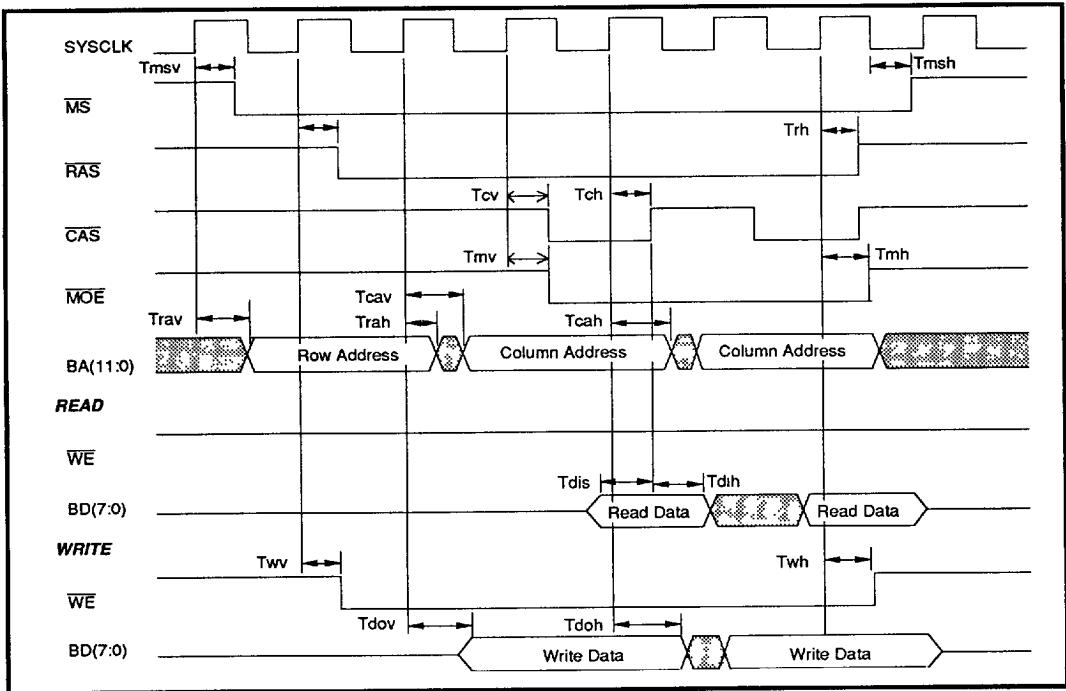 SYSCLK
Tmsv
Tmsh
MS
Trh
RAS
Tcv
Tch
CAS
Tmv
Tmh
MOE
Tcav
Trav
Trah
Tcah
Row Address
Column Address
Column Address
BA(11:0)
READ
WE
Tdis
Tdih
BD(7:0)
Read Data
Read Data
WRITE
Twv
Twh
WE
Tdov
Tdoh
BD(7:0)
Write Data
Write Data